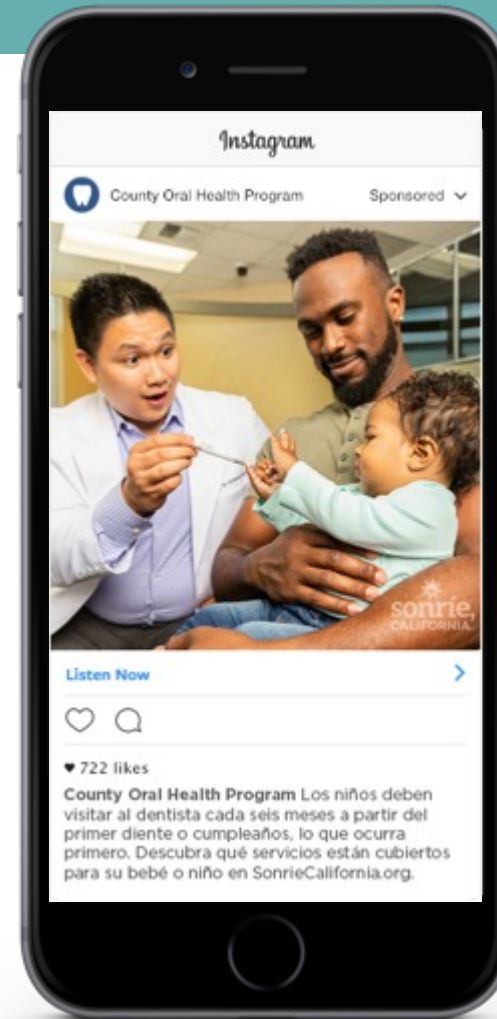 Instagram
County Oral Health Program
Sponsored
sonríe,
CALIFORNIA
Listen Now
722 likes
County Oral Health Program Los niños deben
visitar al dentista cada seis meses a partir del
primer diente o cumpleaños, lo que ocurra
primero. Descubra qué servicios están cubiertos
para su bebé o niño en SonrieCalifornia.org.